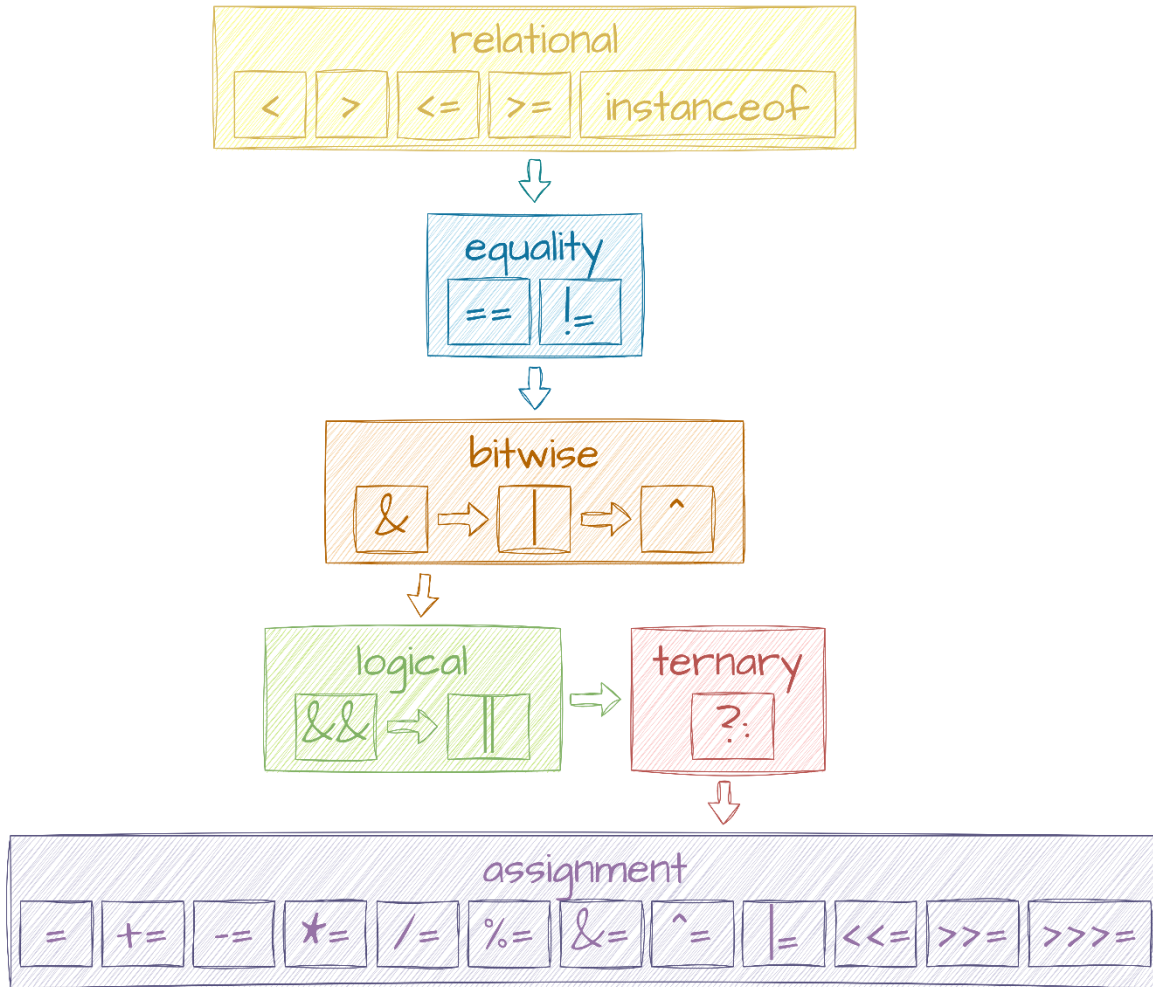 relational
< > <= >= instanceof
equality
== !=
bitwise
& | ^
logical
&& ||
ternary
?:
assignment
= += -= *= /= %= &= ^= |= <<= >>= >>>=